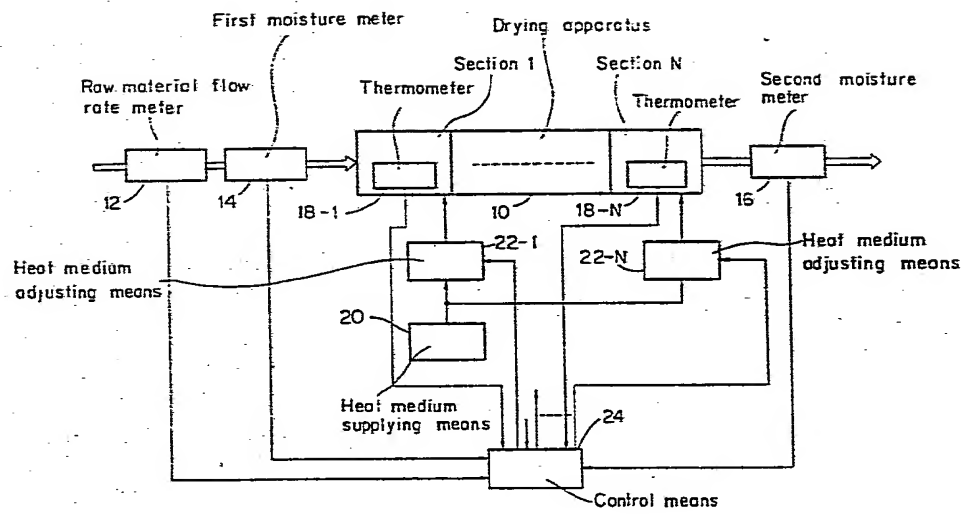 First moisture meter
Drying apparatus
Raw material flow
rate meter
Section 1
Section N
Second moisture
meter
Thermometer
Thermometer
12
14
18-1
10
18-N
16
22-1
22-N
Heat medium
adjusting means
Heat medium
adjusting means
20
Heat medium
supplying means
24
Control means